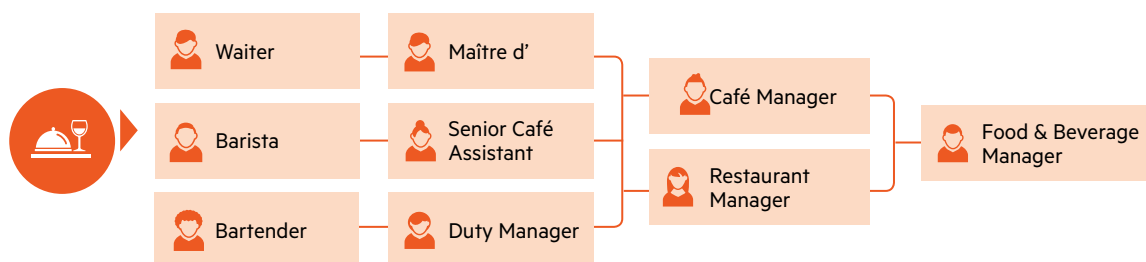 Waiter
Maître d’
Café Manager
Barista
Senior Café
Assistant
Food & Beverage
Manager
Restaurant
Manager
Bartender
Duty Manager